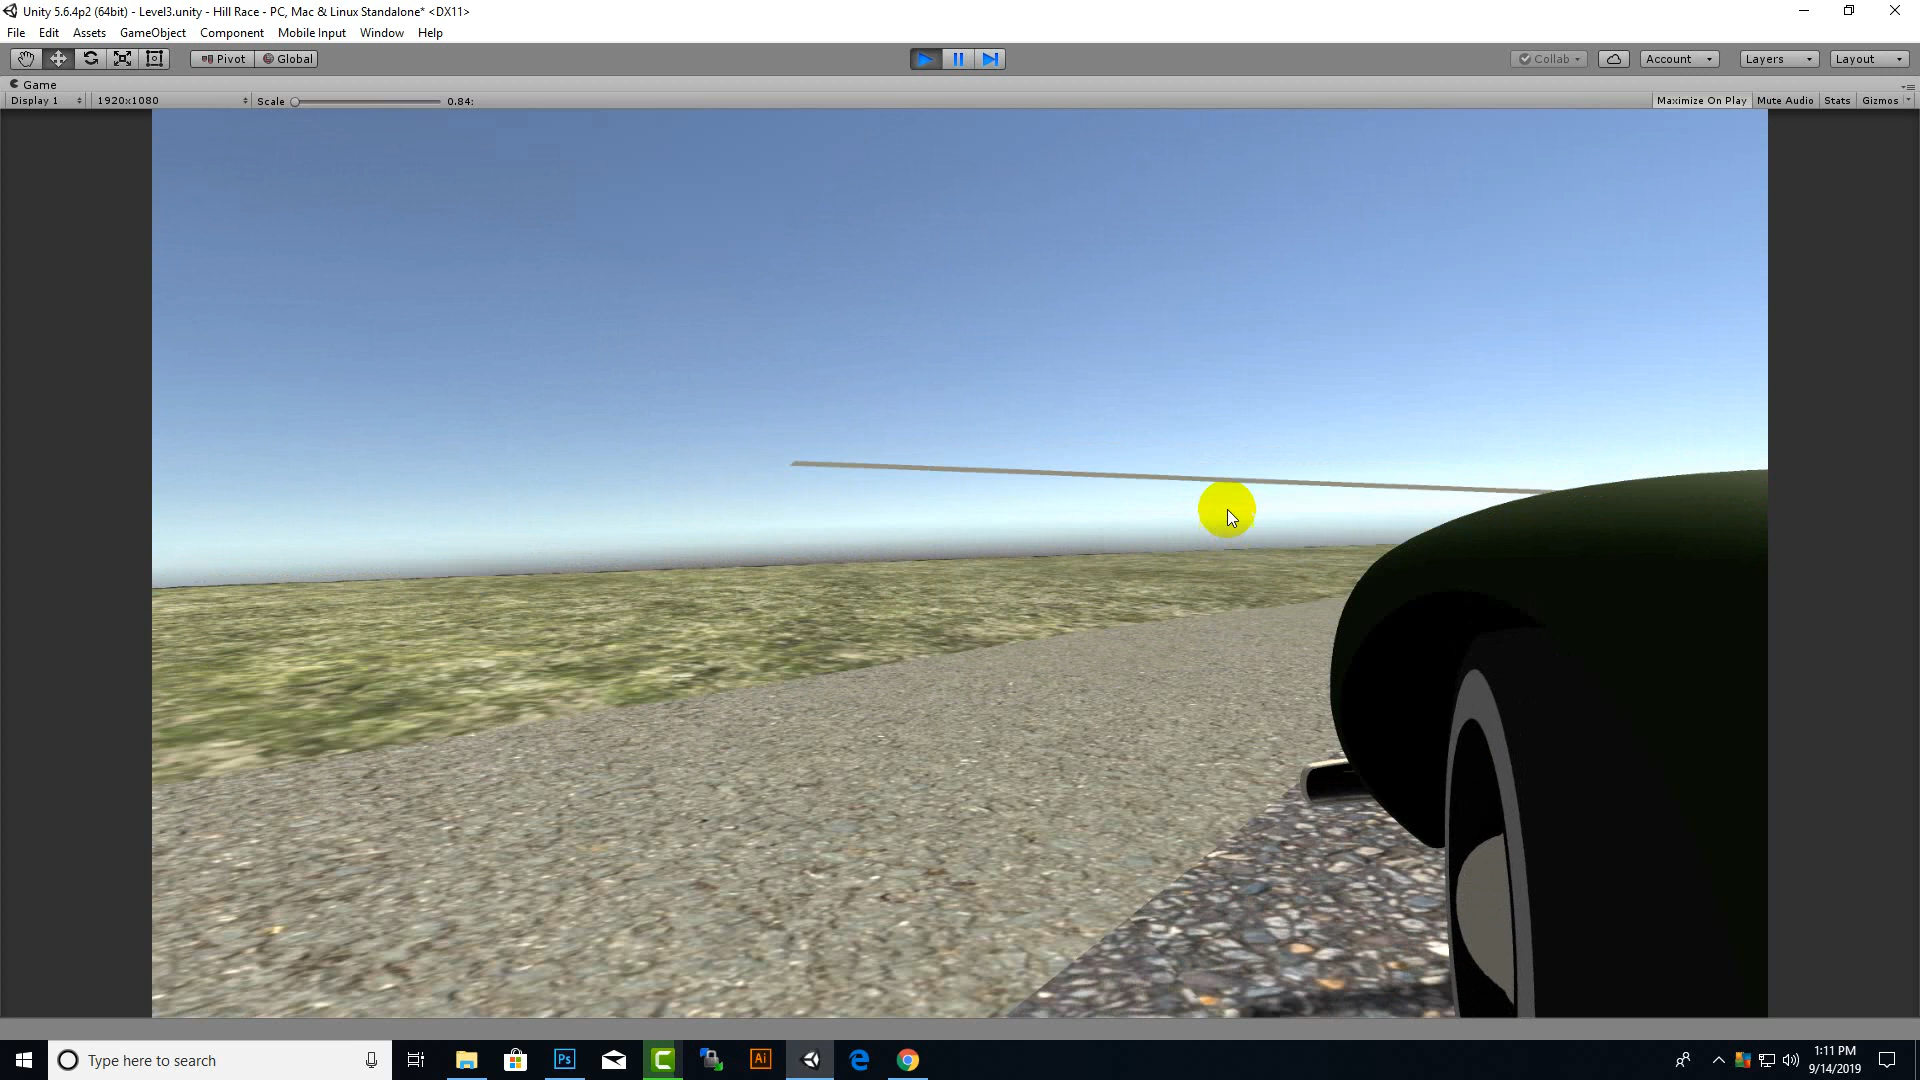 Unity 5.6.4p2 (64bit) - Level3.unity - Hill Race - PC, Mac & Linux Standalone* <DX11>
File Edit Assets GameObject Component Mobile Input Window Help
Pivot Global Collab Account Layers Layout
Game
Display 1 1920x1080 Scale 0.84: Maximize On Play Mute Audio Stats Gizmos
Type here to search Ps C Ai 1:11 PM
9/14/2019